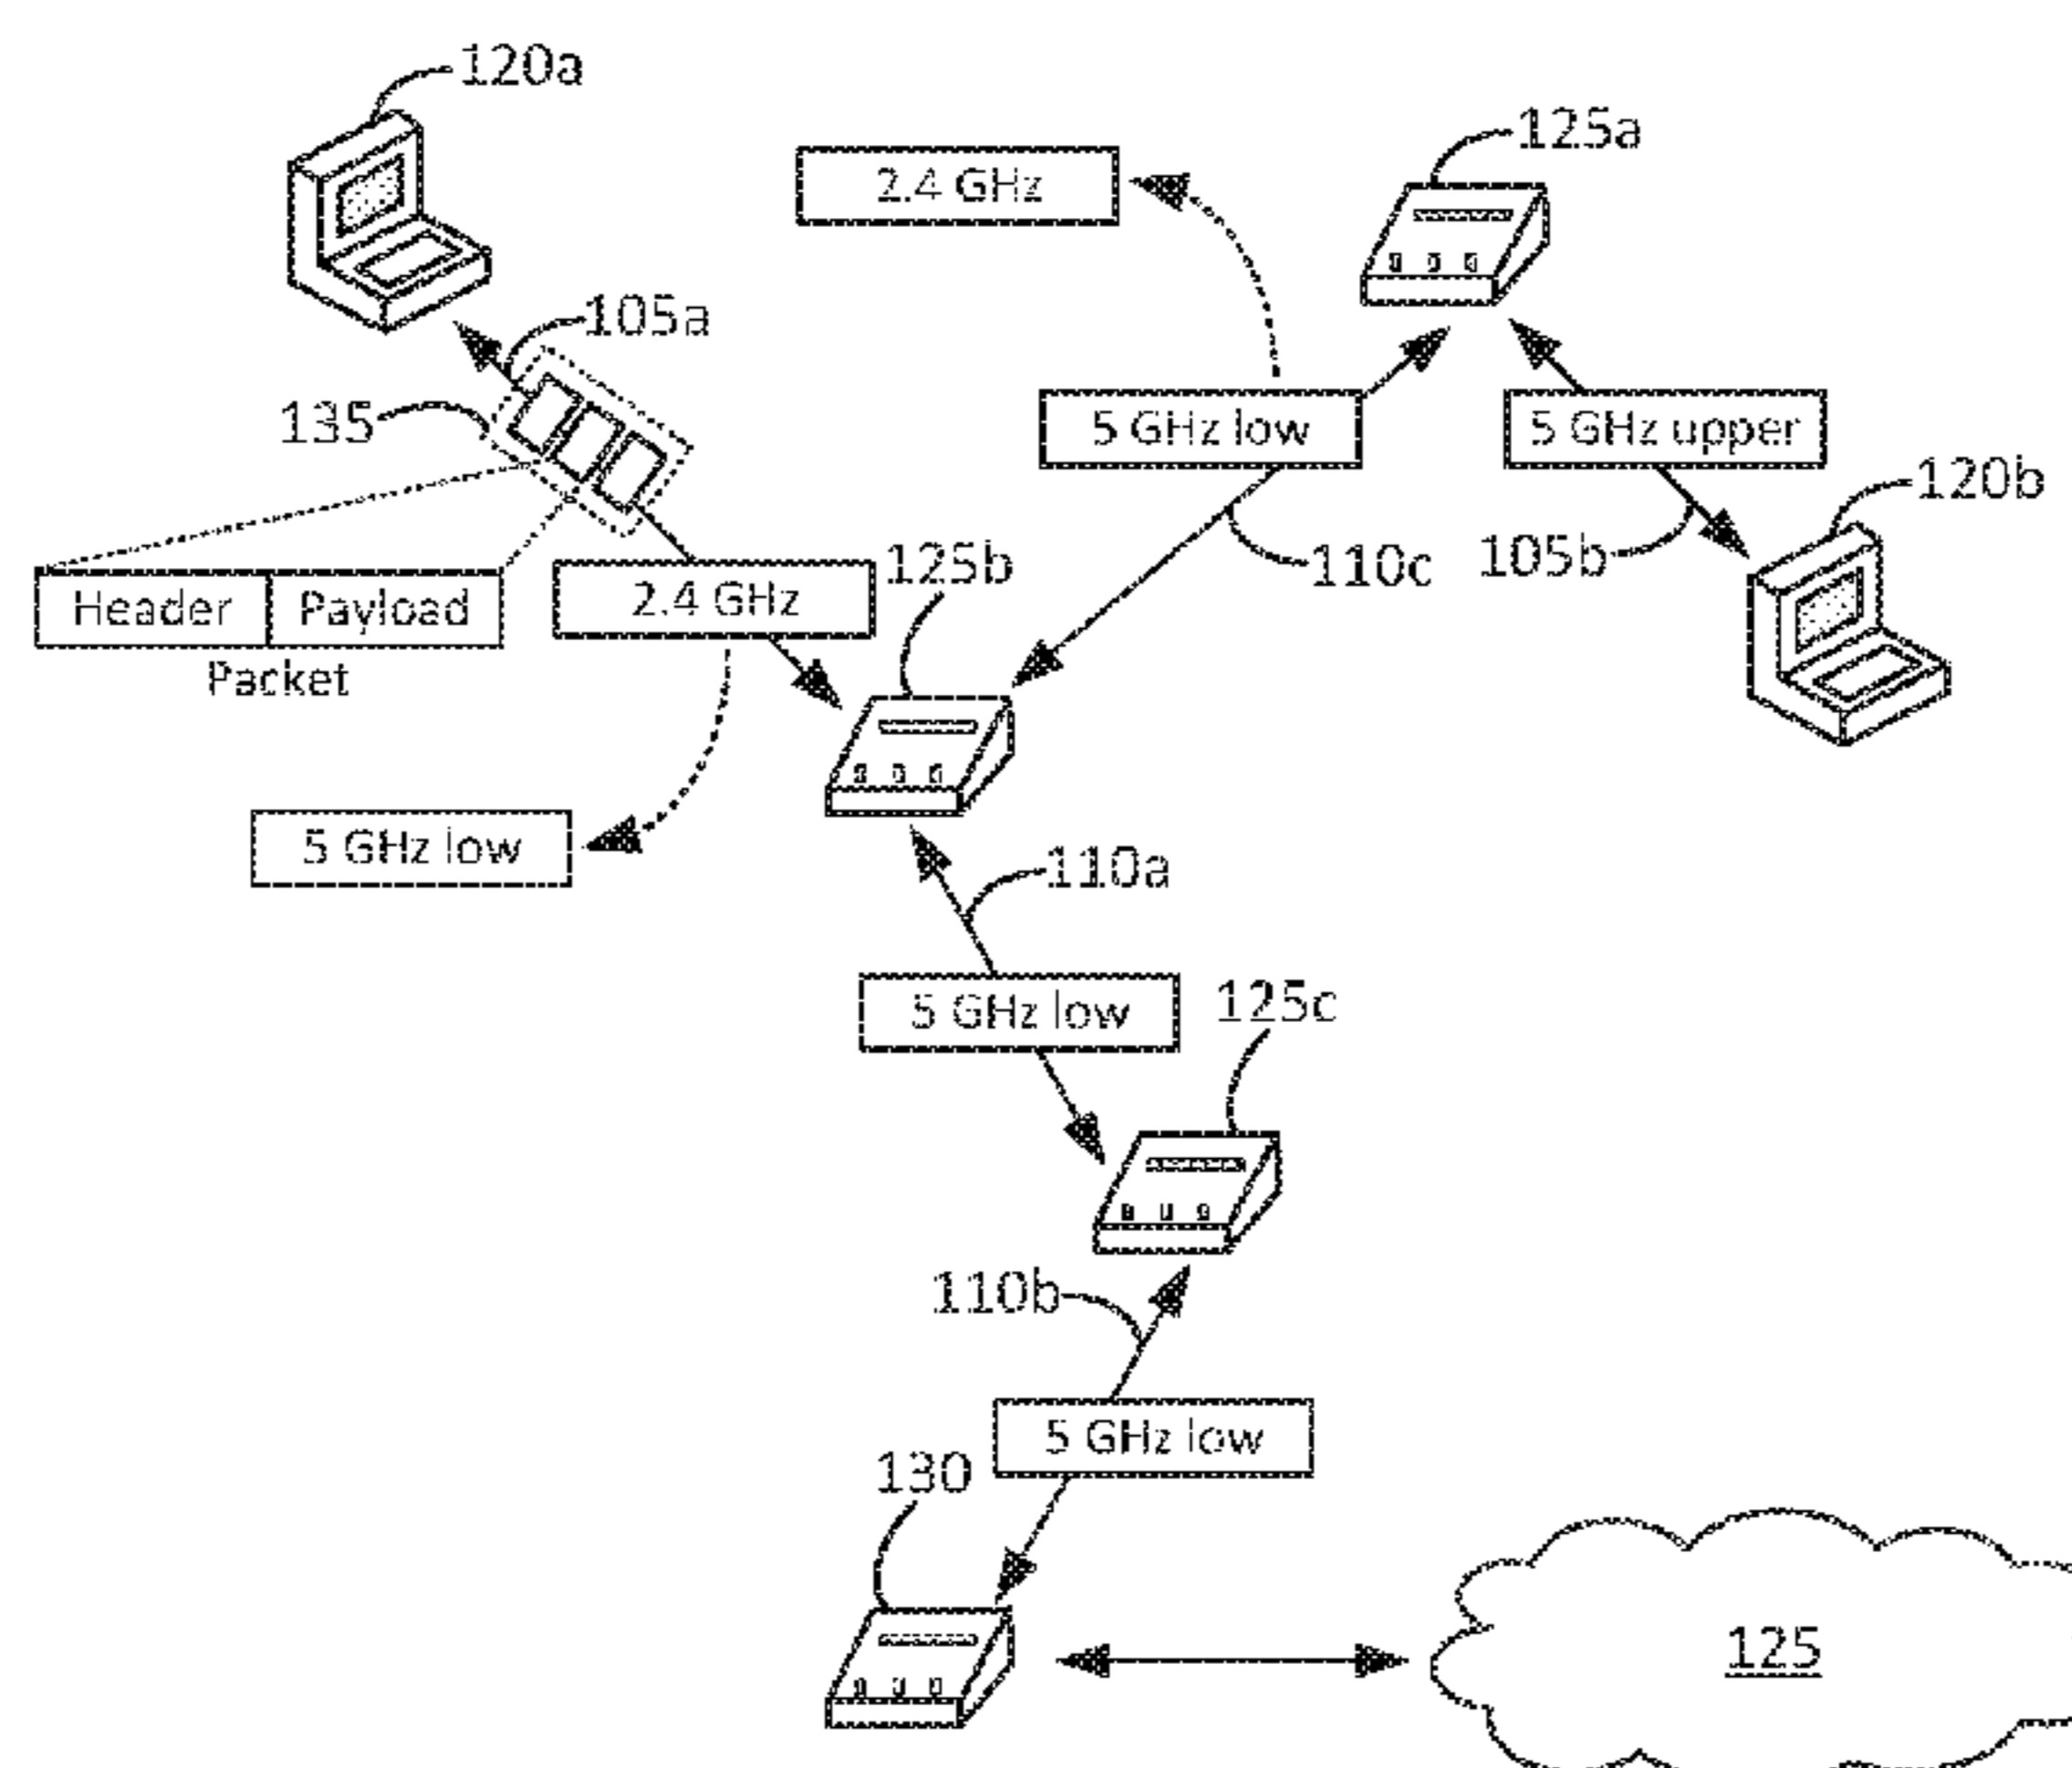 120a
125a
2.4 GHz
105a
135
5 GHz low
5 GHz upper
120b
125b
110c
105b
Header
Payload
2.4 GHz
Packet
5 GHz low
110a
5 GHz low
125c
110b
5 GHz low
130
125